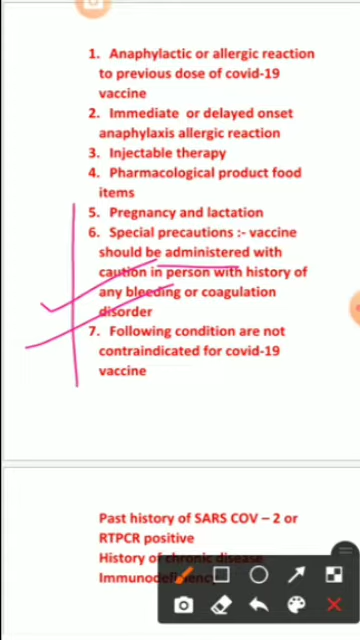 1. Anaphylactic or allergic reaction
to previous dose of covid-19
vaccine
2. Immediate or delayed onset
anaphylaxis allergic reaction
3. Injectable therapy
4. Pharmacological product food
items
5. Pregnancy and lactation
6. Special precautions :- vaccine
should be administered with
caution in person with history of
any bleeding or coagulation
disorder
7. Following condition are not
contraindicated for covid-19
vaccine
Past history of SARS COV – 2 or
RTPCR positive
History of chronic disease
Immunodeficiency